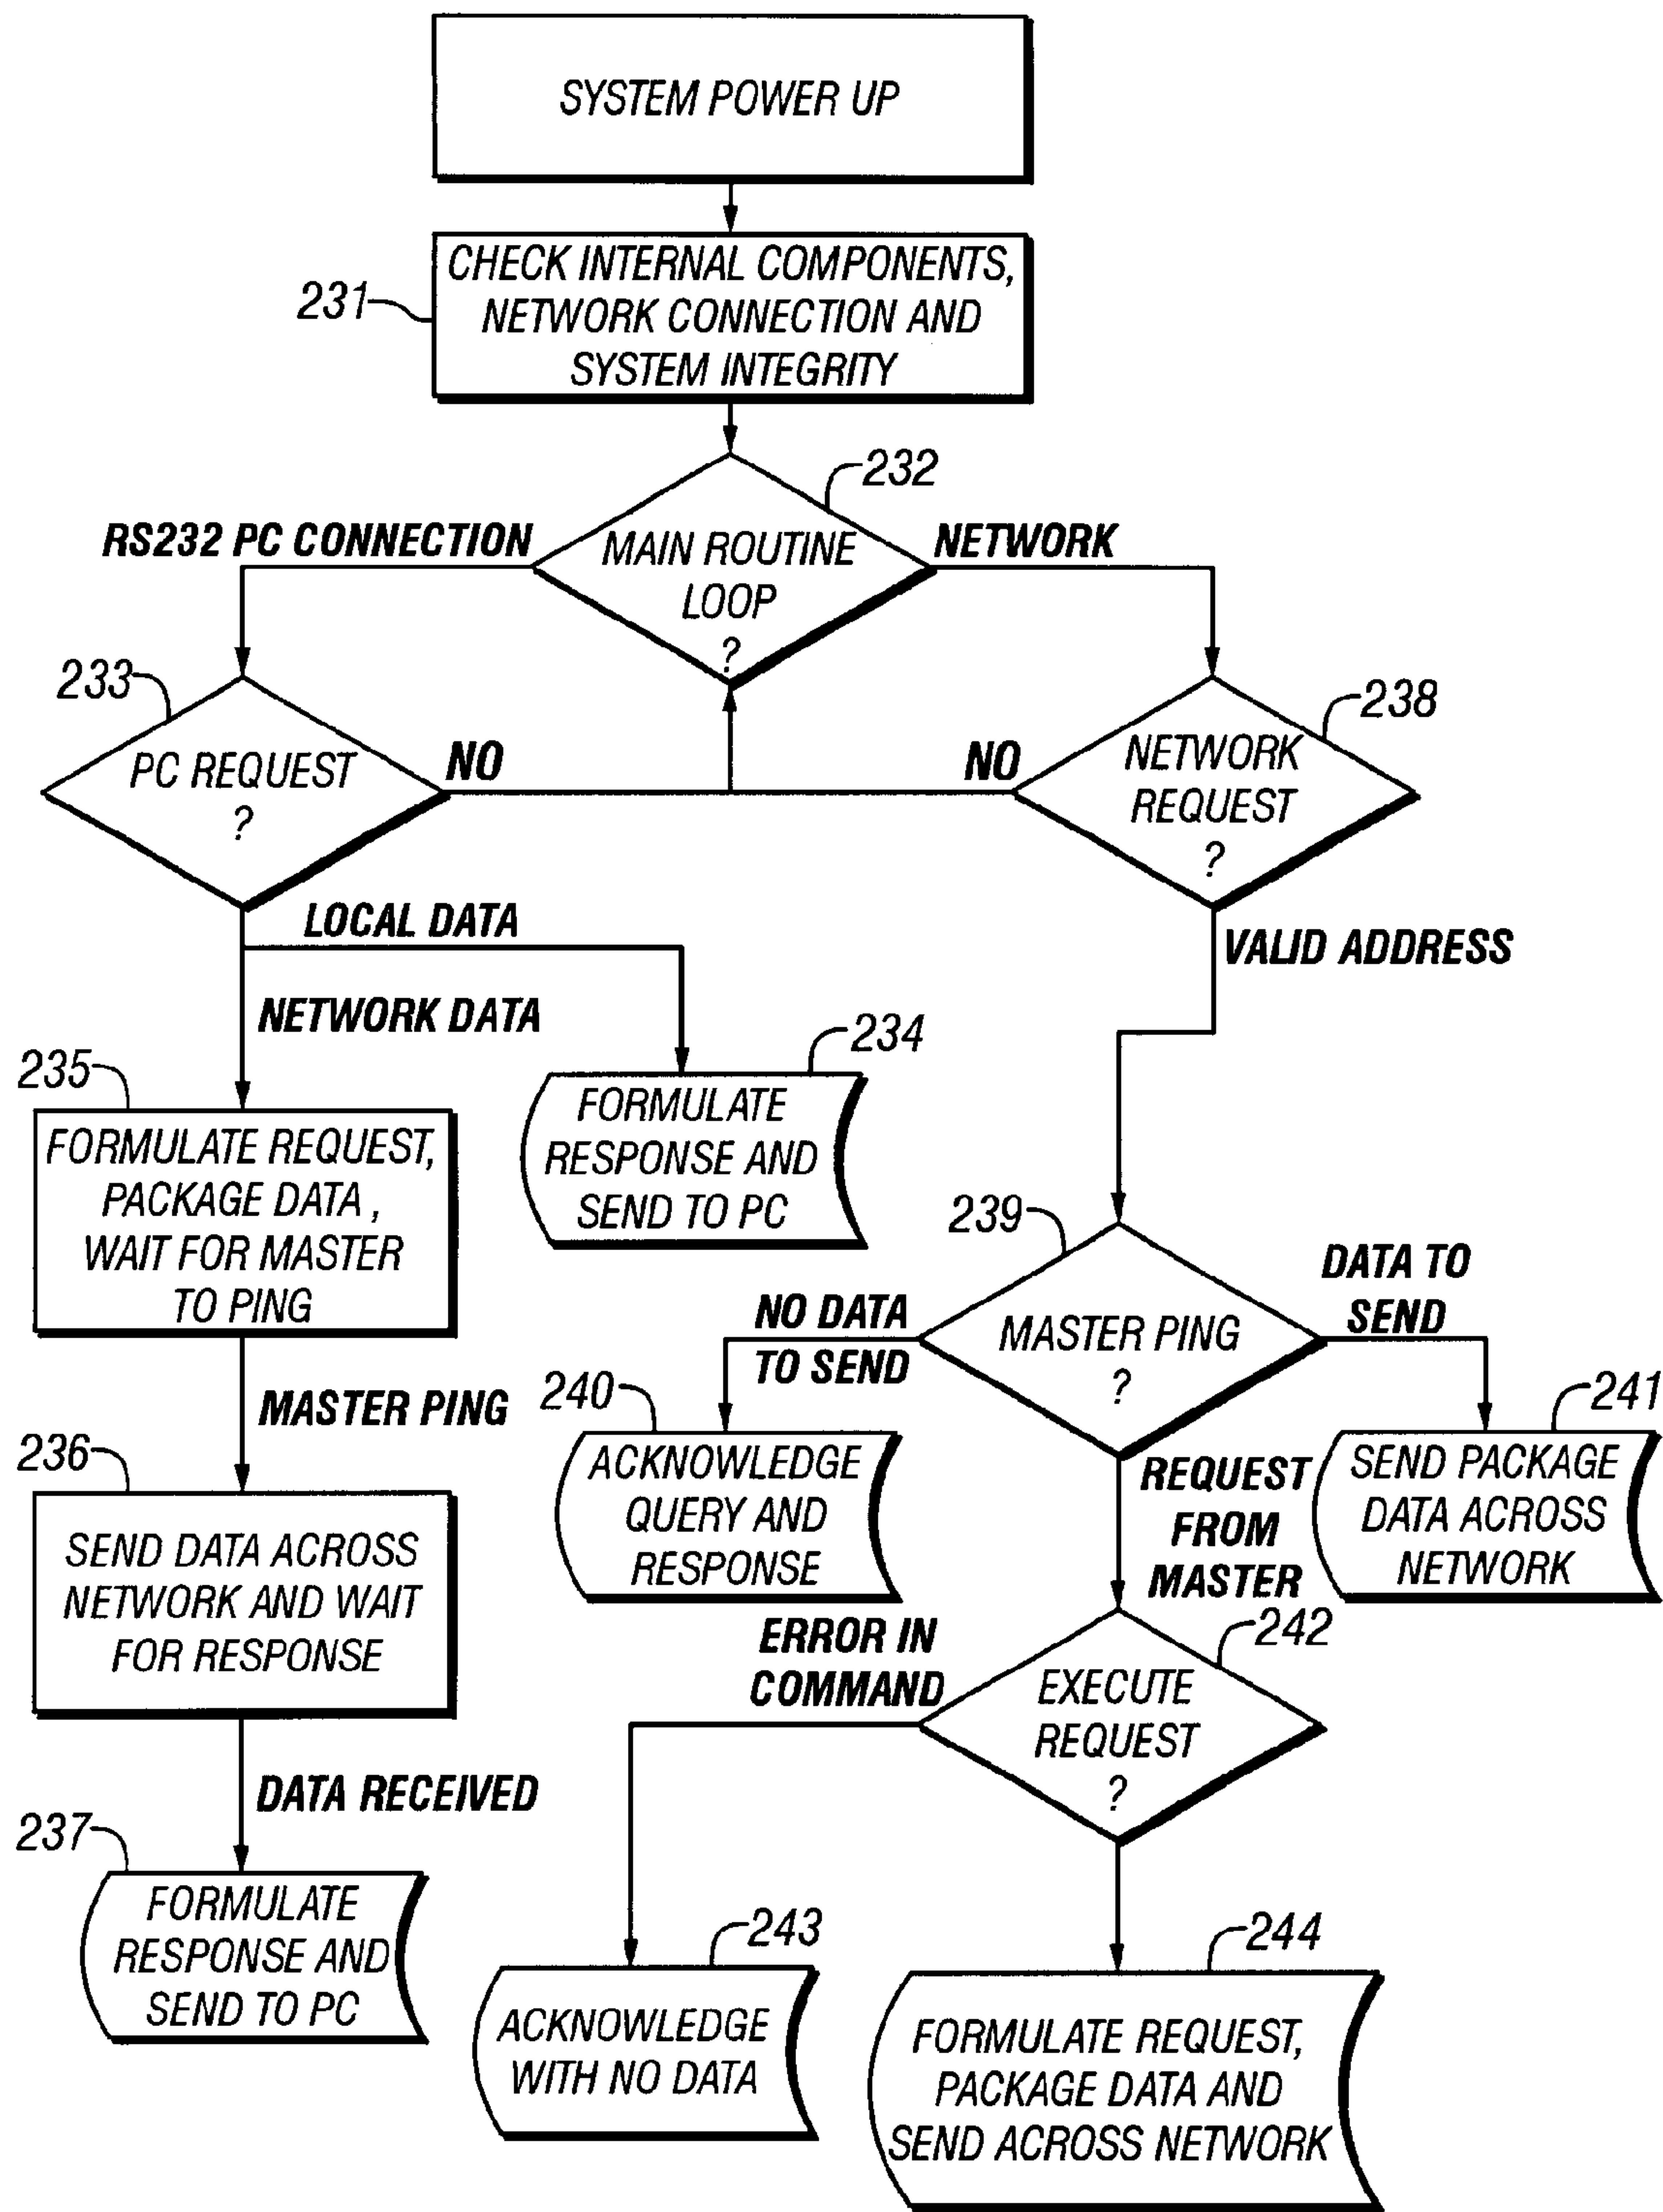 SYSTEM POWER UP
231
CHECK INTERNAL COMPONENTS,
NETWORK CONNECTION AND
SYSTEM INTEGRITY
232
RS232 PC CONNECTION
MAIN ROUTINE
LOOP
?
NETWORK
233
PC REQUEST
?
NO
NO
238
NETWORK
REQUEST
?
LOCAL DATA
VALID ADDRESS
NETWORK DATA
234
FORMULATE
RESPONSE AND
SEND TO PC
235
FORMULATE REQUEST,
PACKAGE DATA ,
WAIT FOR MASTER
TO PING
239
MASTER PING
?
NO DATA
TO SEND
DATA TO
SEND
MASTER PING
240
ACKNOWLEDGE
QUERY AND
RESPONSE
241
SEND PACKAGE
DATA ACROSS
NETWORK
REQUEST
FROM
MASTER
236
SEND DATA ACROSS
NETWORK AND WAIT
FOR RESPONSE
242
ERROR IN
COMMAND
EXECUTE
REQUEST
?
DATA RECEIVED
237
FORMULATE
RESPONSE AND
SEND TO PC
243
ACKNOWLEDGE
WITH NO DATA
244
FORMULATE REQUEST,
PACKAGE DATA AND
SEND ACROSS NETWORK